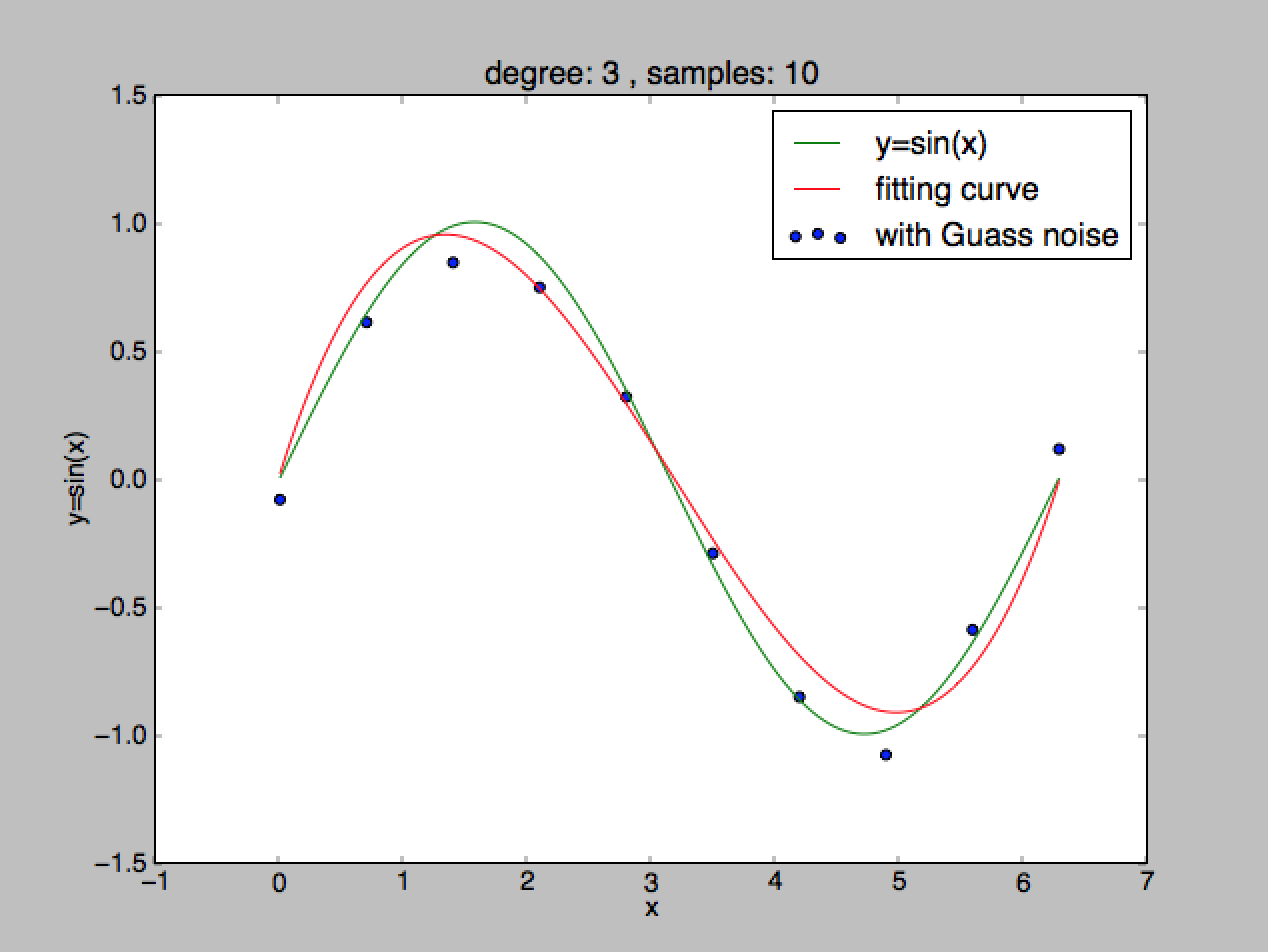 degree: 3 , samples: 10
y=sin(x)
fitting curve
with Guass noise
1.5
1.0
0.5
0.0
−0.5
−1.0
−1.5
y=sin(x)
−1 0 1 2 3 4 5 6 7
x